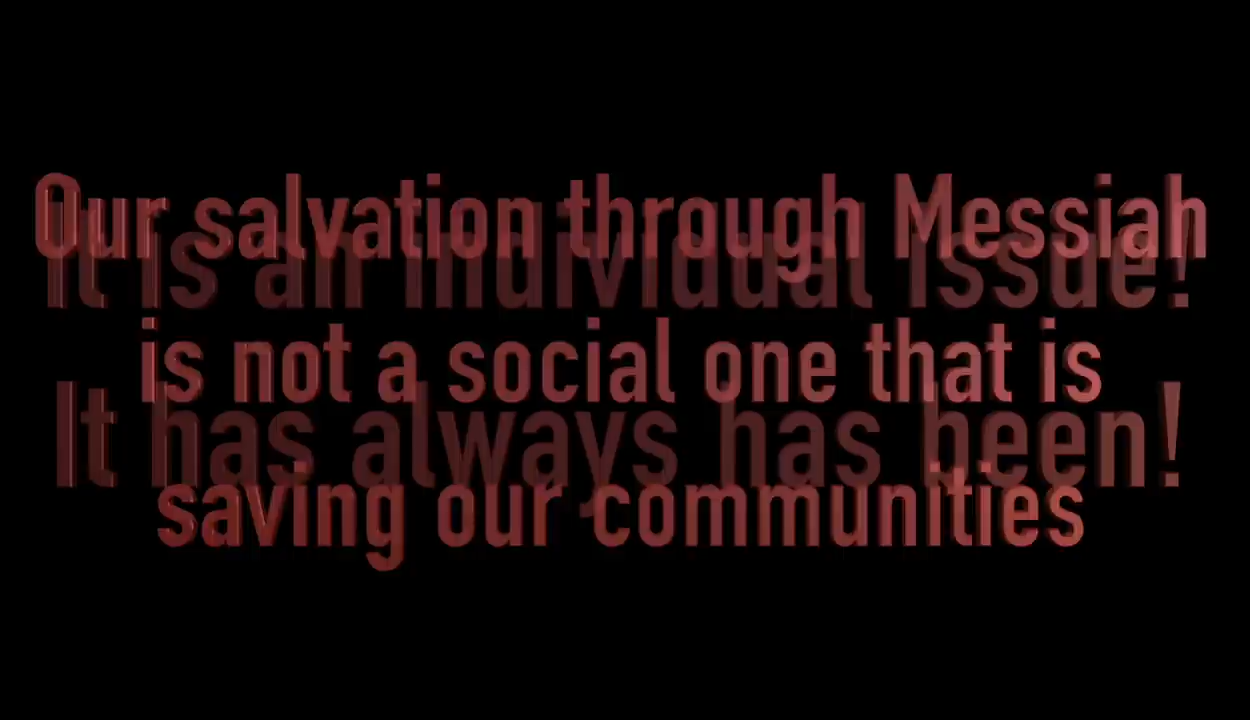 Our salvation through Messiah
is not a social one that is
saving our communities
It is an individual issue!
It has always has been!